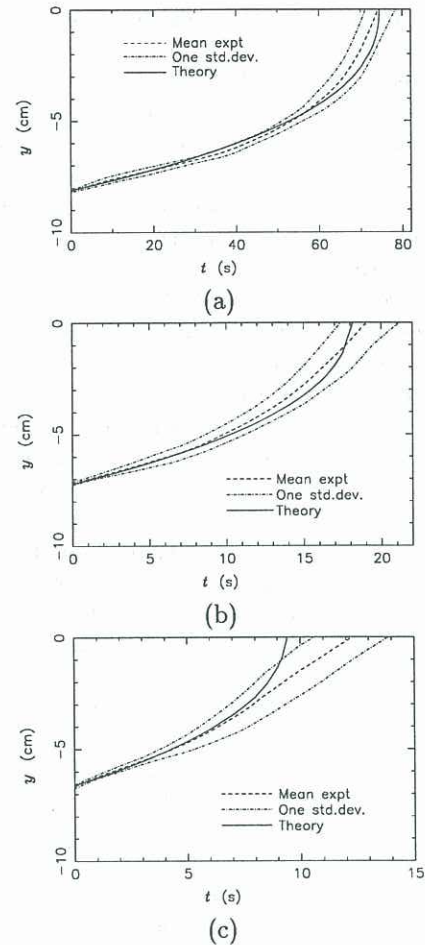 0
-5
-10
y (cm)
Mean expt
One std.dev.
Theory
0 20 40 60 80
t (s)
(a)
0
-5
-10
y (cm)
Mean expt
One std.dev.
Theory
0 5 10 15 20
t (s)
(b)
0
-5
-10
y (cm)
Mean expt
One std.dev.
Theory
0 5 10 15
t (s)
(c)